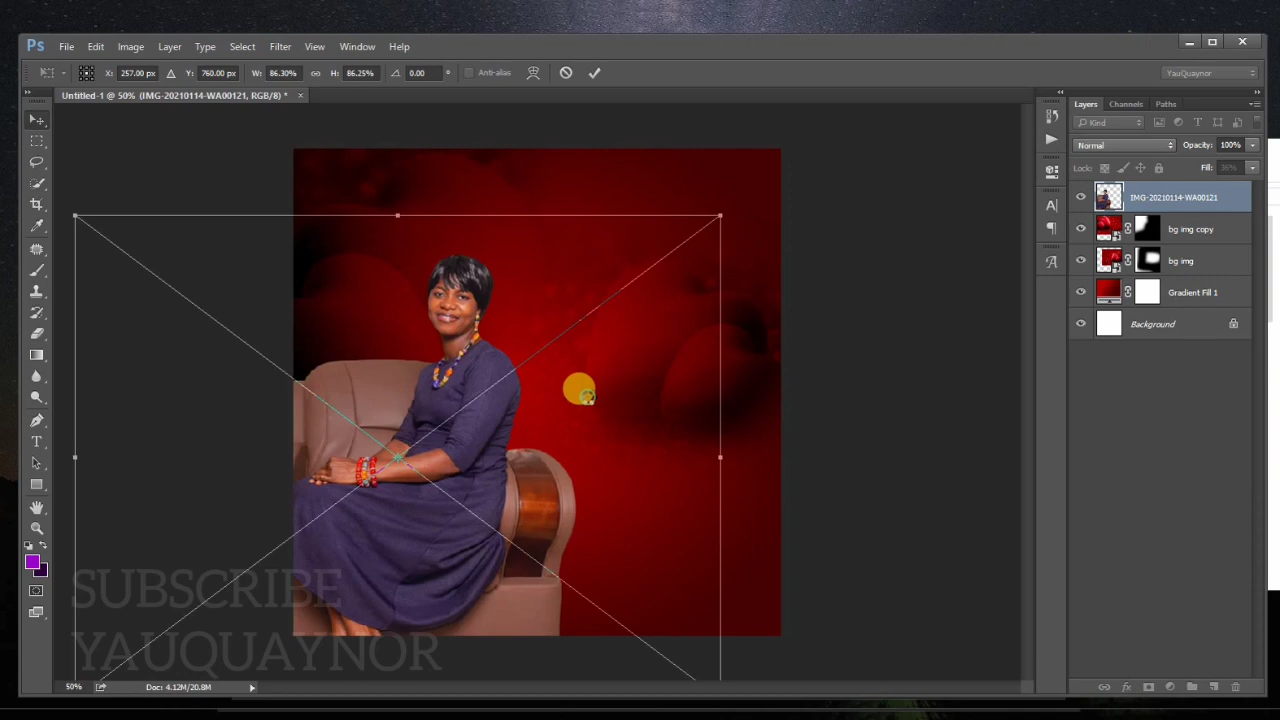 Ps File Edit Image Layer Type Select Filter View Window Help
X: 257.00 px Y: 760.00 px W: 86.30% H: 86.25% 0.00 ° Anti-alias YauQuaynor
Untitled-1 @ 50% (IMG-20210114-WA00121, RGB/8) * ×
Layers Channels Paths
Kind
Normal Opacity: 100%
Lock: Fill: 36%
IMG-20210114-WA00121
bg img copy
bg img
Gradient Fill 1
Background
SUBSCRIBE
YAUQUAYNOR
50% Doc: 4.12M/20.8M